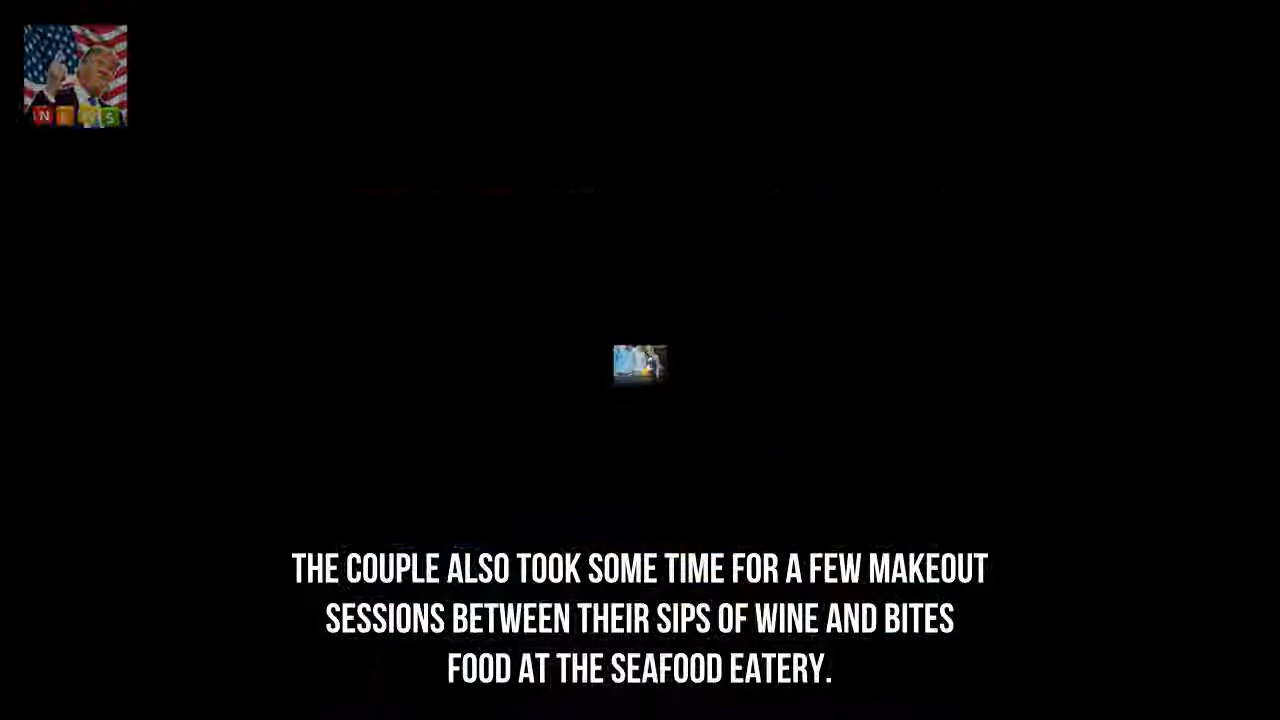 NEWS
THE COUPLE ALSO TOOK SOME TIME FOR A FEW MAKEOUT
SESSIONS BETWEEN THEIR SIPS OF WINE AND BITES
FOOD AT THE SEAFOOD EATERY.